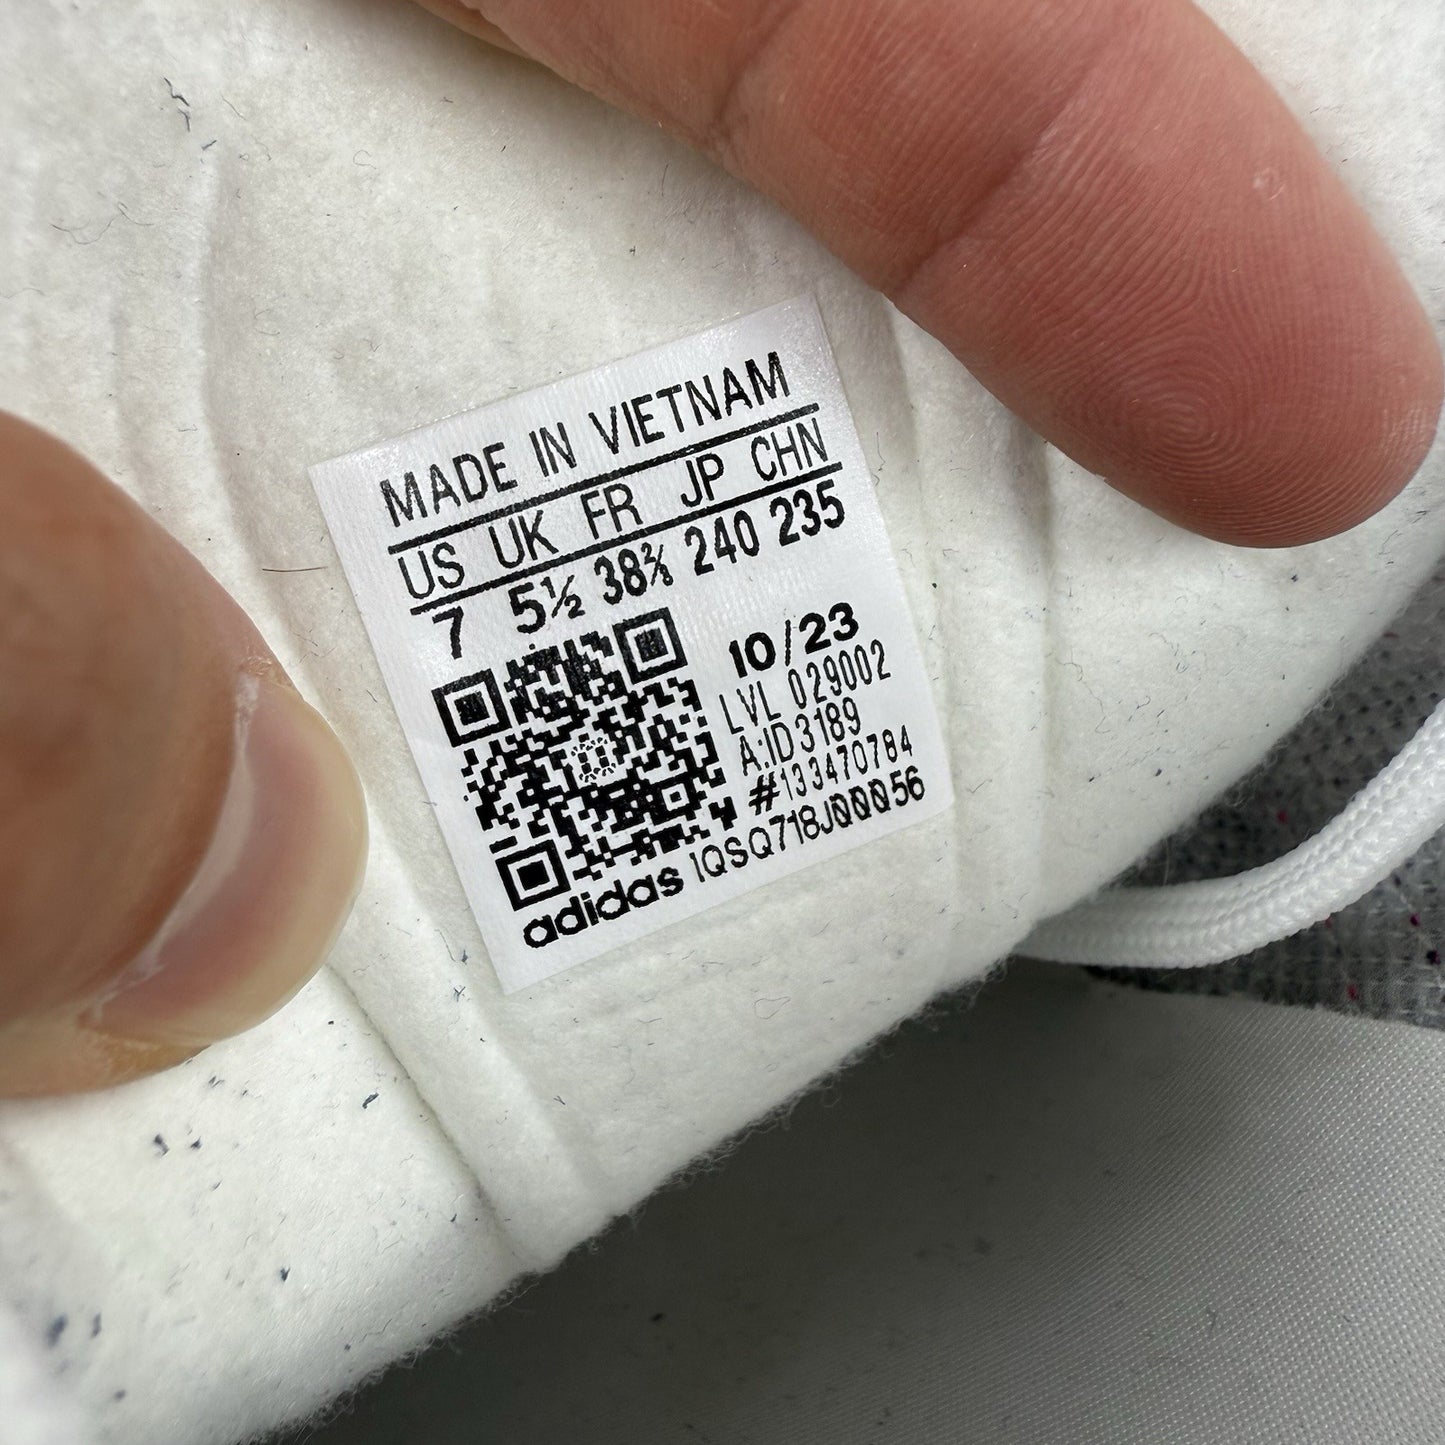 MADE IN VIETNAM
US UK FR JP CHN
7 5½ 38⅔ 240 235
10/23
LVL 029002
A:ID3189
#133470784
adidas 1QSQ718J00056